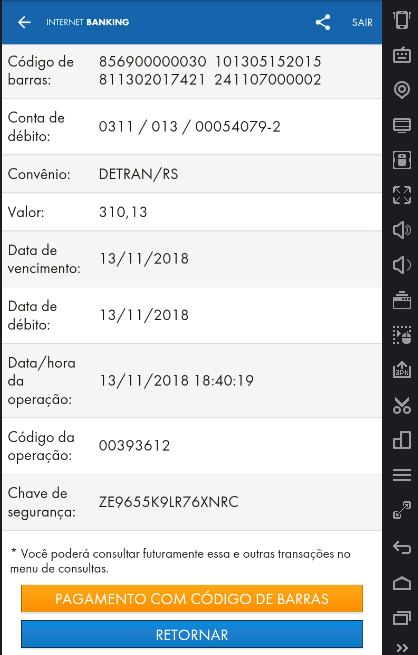 INTERNET BANKING SAIR
Código de barras: 856900000030 101305152015
811302017421 241107000002
Conta de débito: 0311 / 013 / 00054079-2
Convênio: DETRAN/RS
Valor: 310,13
Data de vencimento: 13/11/2018
Data de débito: 13/11/2018
Data/hora da operação: 13/11/2018 18:40:19
Código da operação: 00393612
Chave de segurança: ZE9655K9LR76XNRC
* Você poderá consultar futuramente essa e outras transações no
menu de consultas.
PAGAMENTO COM CÓDIGO DE BARRAS
RETORNAR